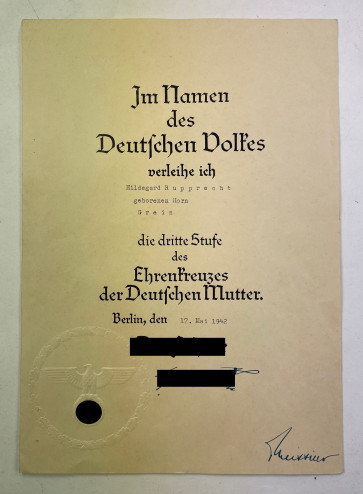 Im Namen
des
Deutschen Volkes
verleihe ich
Hildegard Rupprecht
geborenen Korn
Greiz
die dritte Stufe
des
Ehrenkreuzes
der Deutschen Mutter.
Berlin, den 17. Mai 1942